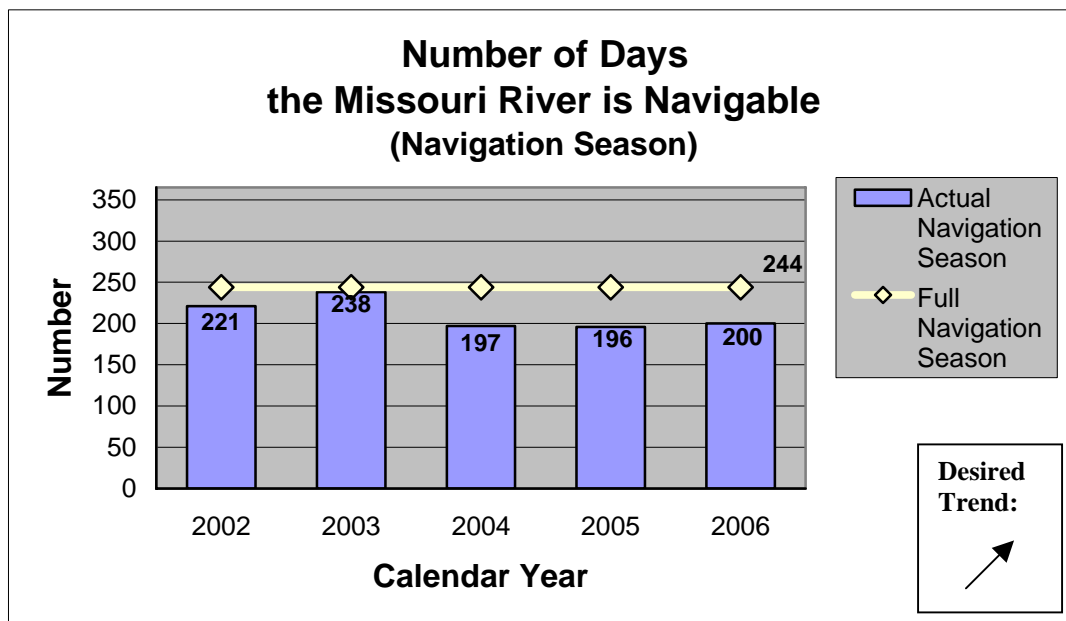 Number of Days
the Missouri River is Navigable
(Navigation Season)
350
300
250
200
150
100
50
0
Number
244
221
238
197
196
200
2002 2003 2004 2005 2006
Calendar Year
Actual
Navigation
Season
Full
Navigation
Season
Desired
Trend: